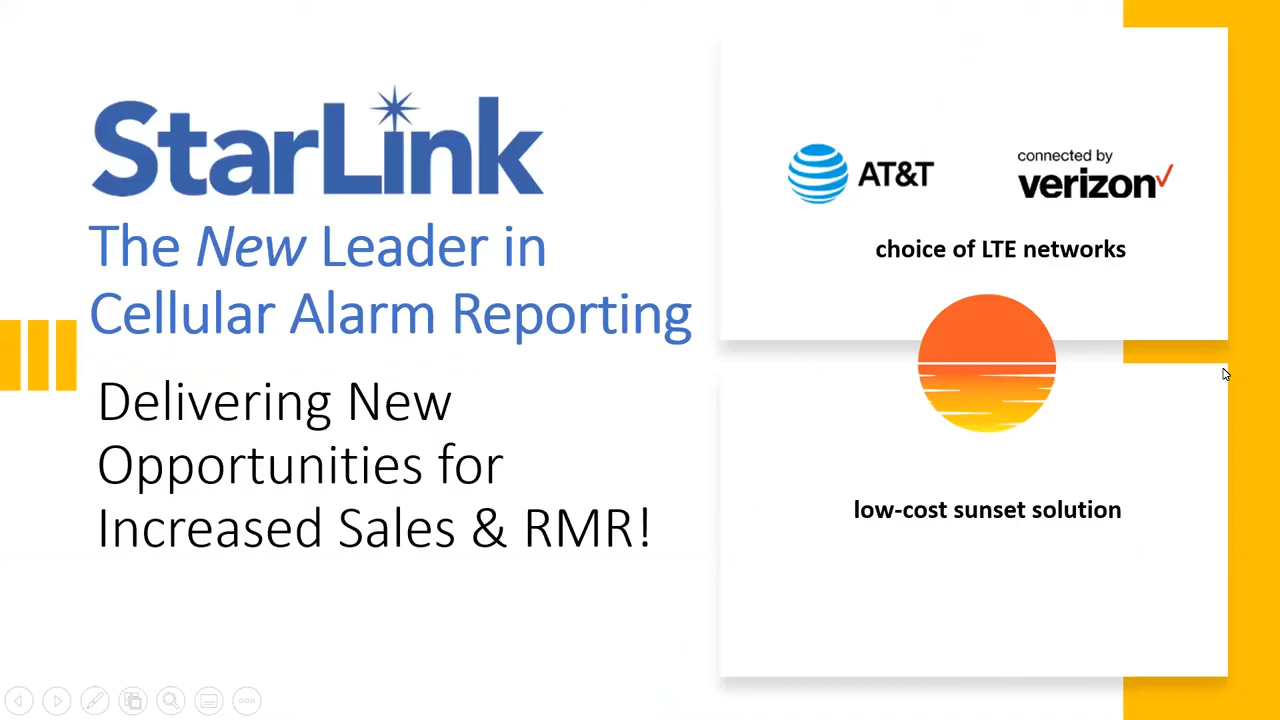 StarLink
The New Leader in
Cellular Alarm Reporting
Delivering New
Opportunities for
Increased Sales & RMR!
AT&T
connected by
verizon
choice of LTE networks
low-cost sunset solution